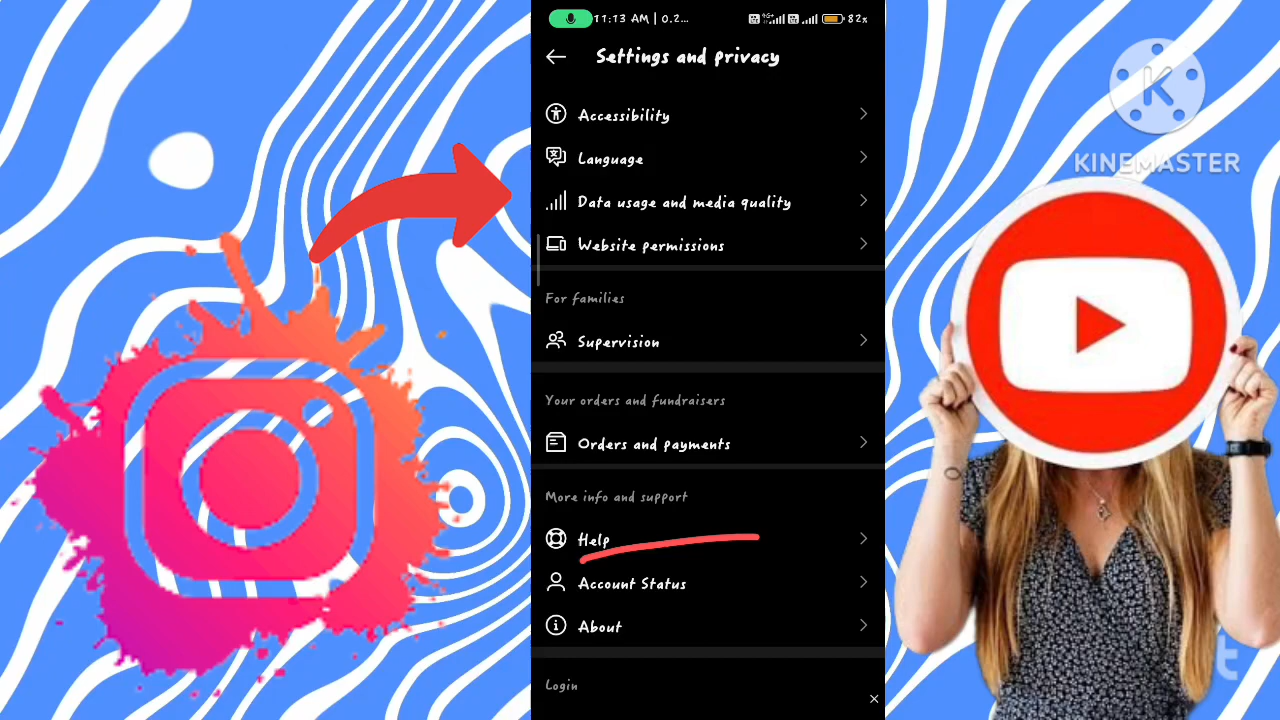 11:13 AM | 0.2... 82%
Settings and privacy
Accessibility
Language
Data usage and media quality
Website permissions
For families
Supervision
Your orders and fundraisers
Orders and payments
More info and support
Help
Account Status
About
Login
K
KINEMASTER
t